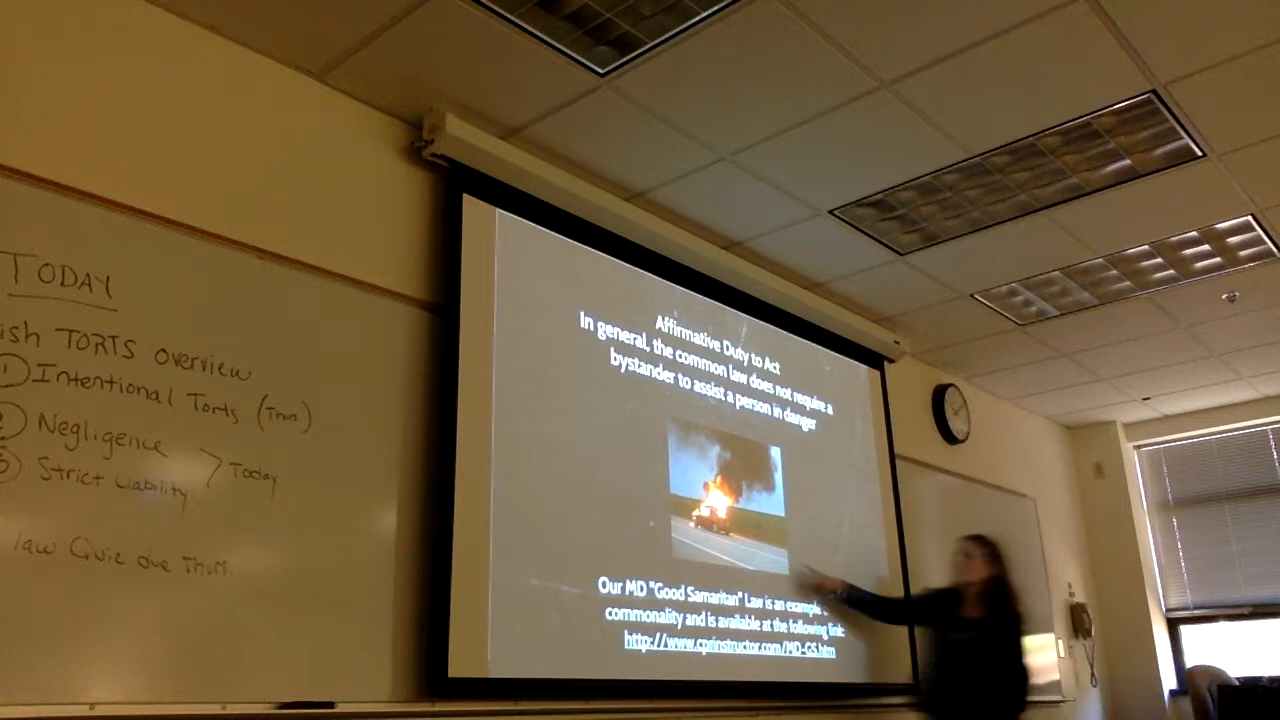 TODAY
ish TORTS overview
1 Intentional Torts (Thurs.)
Negligence
Strict Liability
Today
law Quiz due Thurs.
Affirmative Duty to Act
In general, the common law does not require a
bystander to assist a person in danger
Our MD "Good Samaritan" Law is an example
commonality and is available at the following link:
http://www.cprinstructor.com/MD-GS.htm